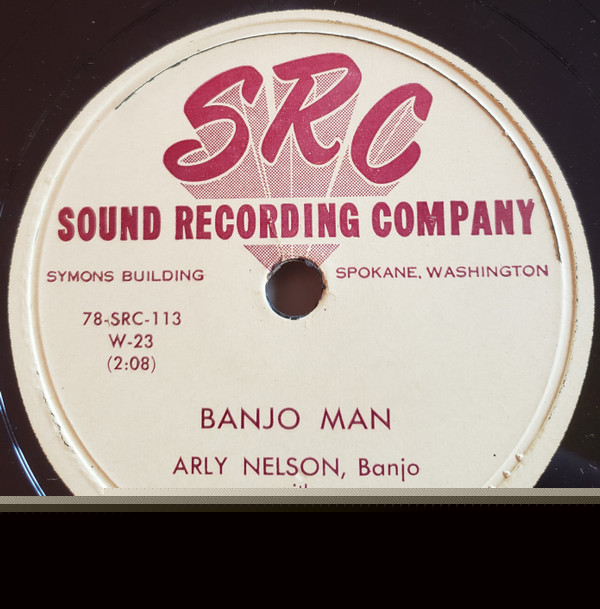 SRC
SOUND RECORDING COMPANY
SYMONS BUILDING
SPOKANE, WASHINGTON
78-SRC-113
W-23
(2:08)
BANJO MAN
ARLY NELSON, Banjo